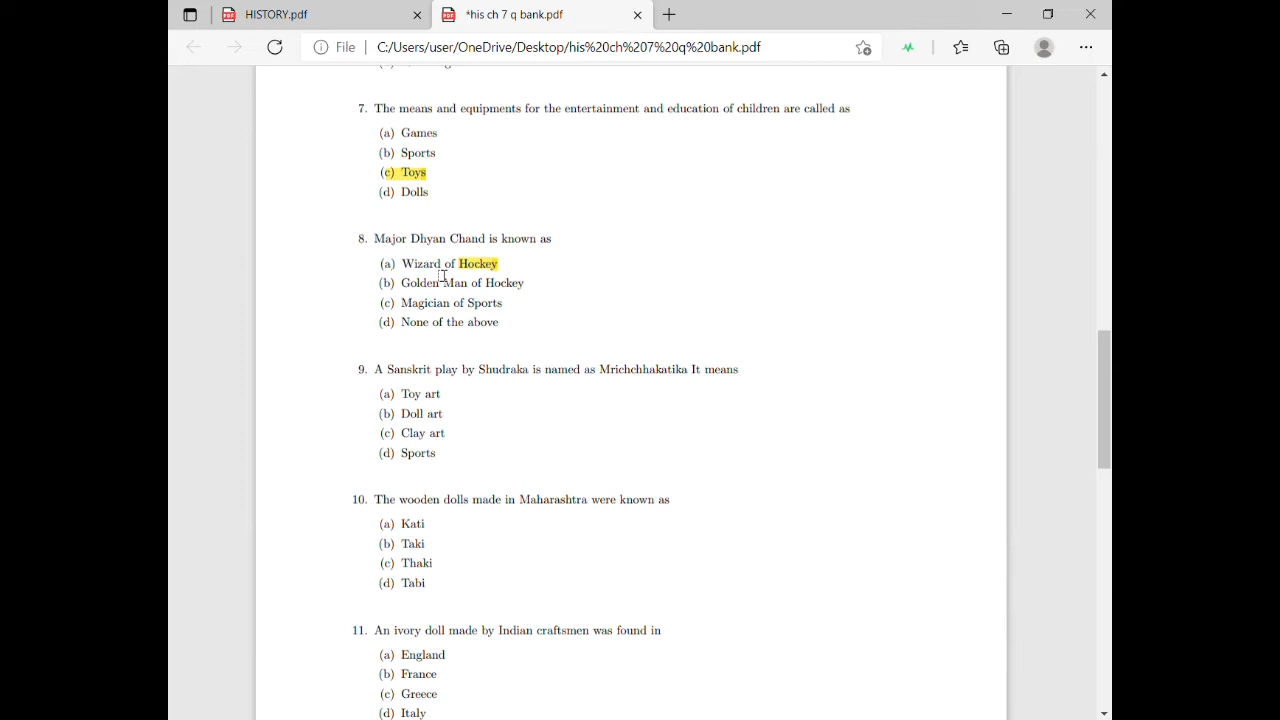 HISTORY.pdf
*his ch 7 q bank.pdf
File
C:/Users/user/OneDrive/Desktop/his%20ch%207%20q%20bank.pdf
7. The means and equipments for the entertainment and education of children are called as
(a) Games
(b) Sports
(c) Toys
(d) Dolls
8. Major Dhyan Chand is known as
(a) Wizard of Hockey
(b) Golden Man of Hockey
(c) Magician of Sports
(d) None of the above
9. A Sanskrit play by Shudraka is named as Mrichchhakatika It means
(a) Toy art
(b) Doll art
(c) Clay art
(d) Sports
10. The wooden dolls made in Maharashtra were known as
(a) Kati
(b) Taki
(c) Thaki
(d) Tabi
11. An ivory doll made by Indian craftsmen was found in
(a) England
(b) France
(c) Greece
(d) Italy